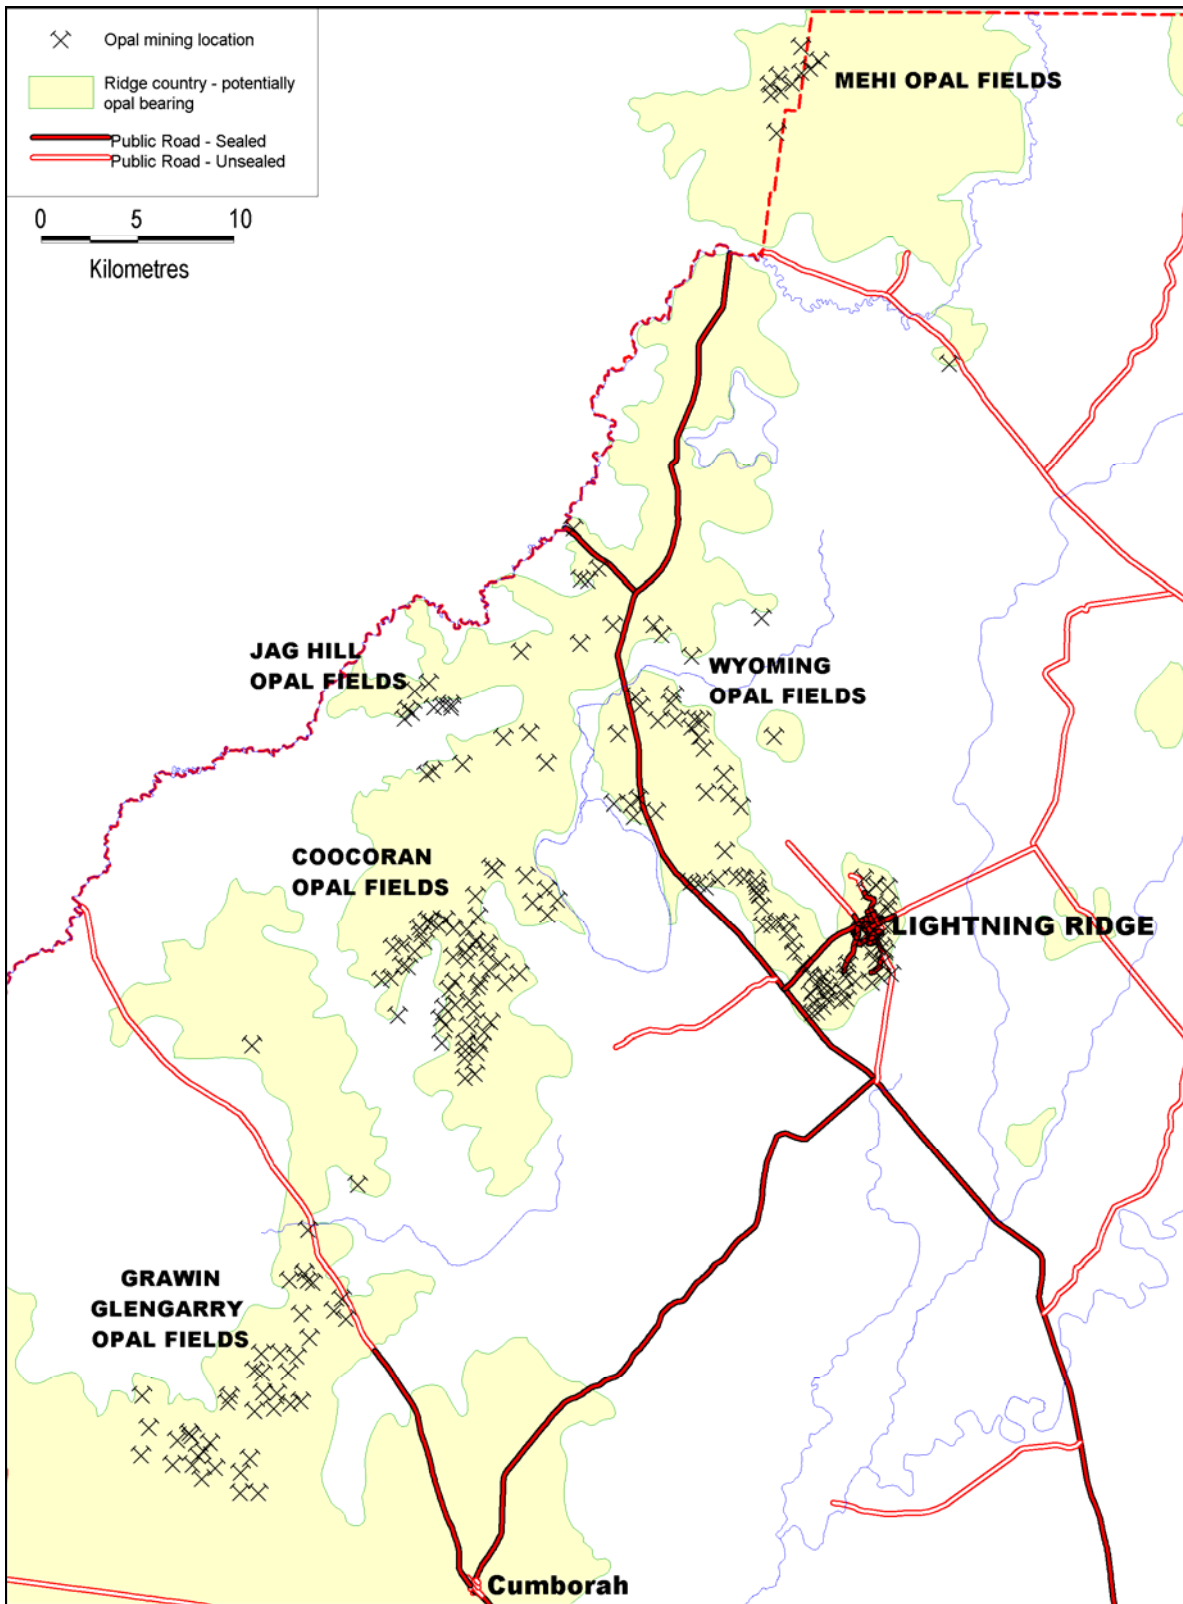 Opal mining location
Ridge country - potentially
opal bearing
Public Road - Sealed
Public Road - Unsealed
0 5 10
Kilometres
MEHI OPAL FIELDS
JAG HILL
OPAL FIELDS
WYOMING
OPAL FIELDS
COOCORAN
OPAL FIELDS
LIGHTNING RIDGE
GRAWIN
GLENGARRY
OPAL FIELDS
Cumborah